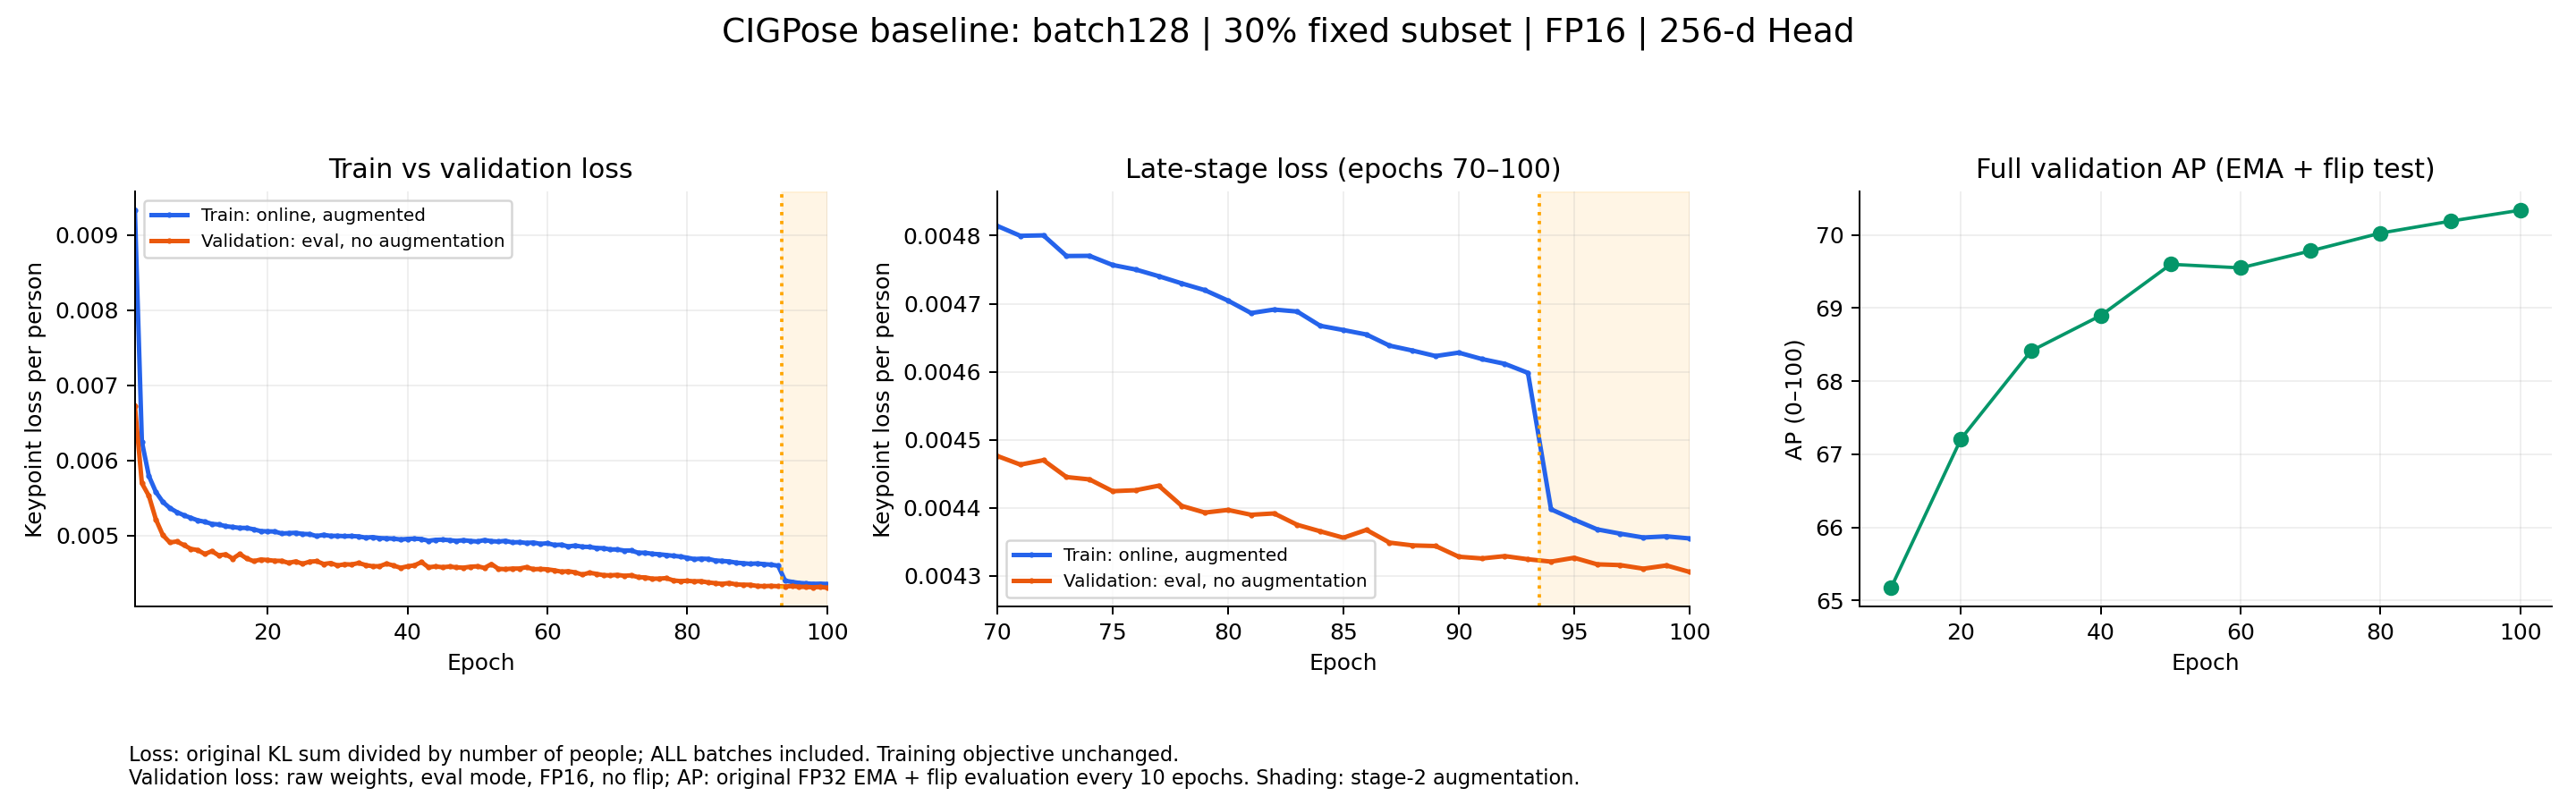 CIGPose baseline: batch128 | 30% fixed subset | FP16 | 256-d Head
Train vs validation loss
Train: online, augmented
Validation: eval, no augmentation
Keypoint loss per person
0.009
0.008
0.007
0.006
0.005
20
40
60
80
100
Epoch
Late-stage loss (epochs 70–100)
Keypoint loss per person
0.0048
0.0047
0.0046
0.0045
0.0044
0.0043
Train: online, augmented
Validation: eval, no augmentation
70
75
80
85
90
95
100
Epoch
Full validation AP (EMA + flip test)
AP (0–100)
70
69
68
67
66
65
20
40
60
80
100
Epoch
Loss: original KL sum divided by number of people; ALL batches included. Training objective unchanged.
Validation loss: raw weights, eval mode, FP16, no flip; AP: original FP32 EMA + flip evaluation every 10 epochs. Shading: stage-2 augmentation.